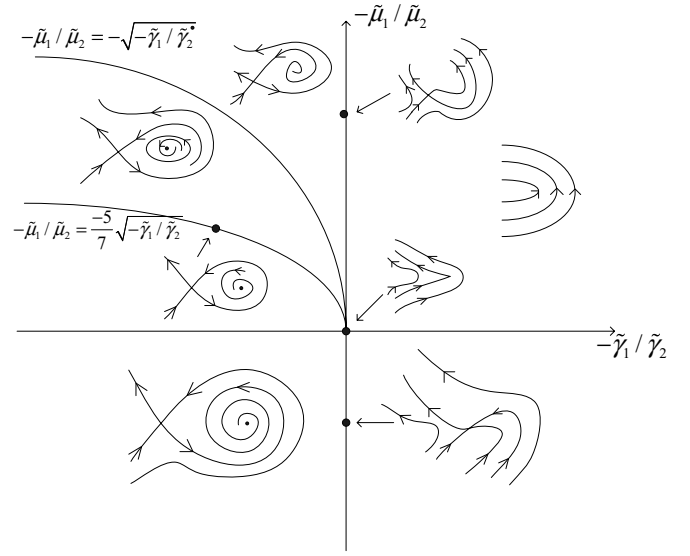 −μ̃₁ / μ̃₂ = −√(−γ̃₁ / γ̃₂•)
−μ̃₁ / μ̃₂
−μ̃₁ / μ̃₂ = −5/7 √(−γ̃₁ / γ̃₂)
−γ̃₁ / γ̃₂